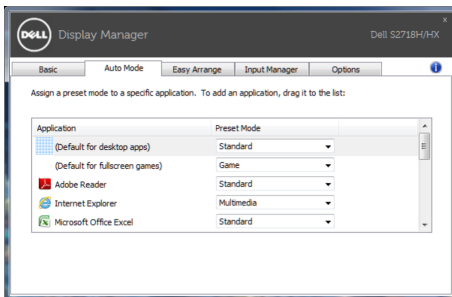 DELL Display Manager
×
Dell S2718H/HX
Basic Auto Mode Easy Arrange Input Manager Options i
Assign a preset mode to a specific application. To add an application, drag it to the list:
Application Preset Mode
(Default for desktop apps) Standard
(Default for fullscreen games) Game
Adobe Reader Standard
Internet Explorer Multimedia
Microsoft Office Excel Standard